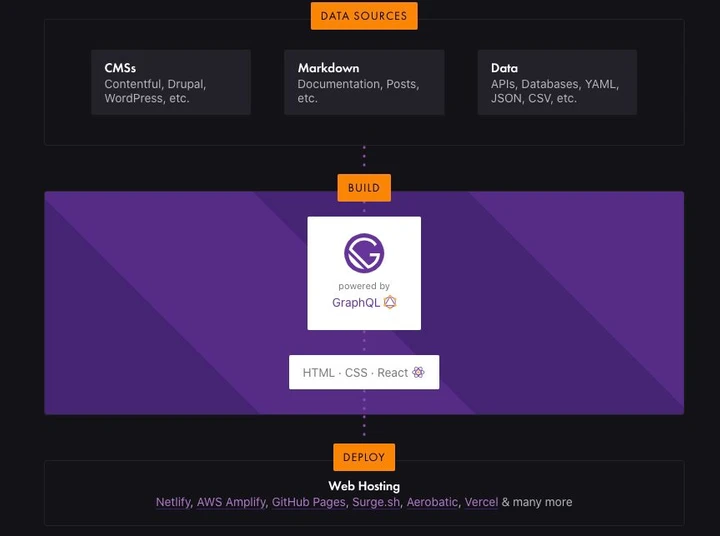 DATA SOURCES
CMSs
Contentful, Drupal,
WordPress, etc.
Markdown
Documentation, Posts,
etc.
Data
APIs, Databases, YAML,
JSON, CSV, etc.
BUILD
powered by
GraphQL
HTML · CSS · React
DEPLOY
Web Hosting
Netlify, AWS Amplify, GitHub Pages, Surge.sh, Aerobatic, Vercel & many more